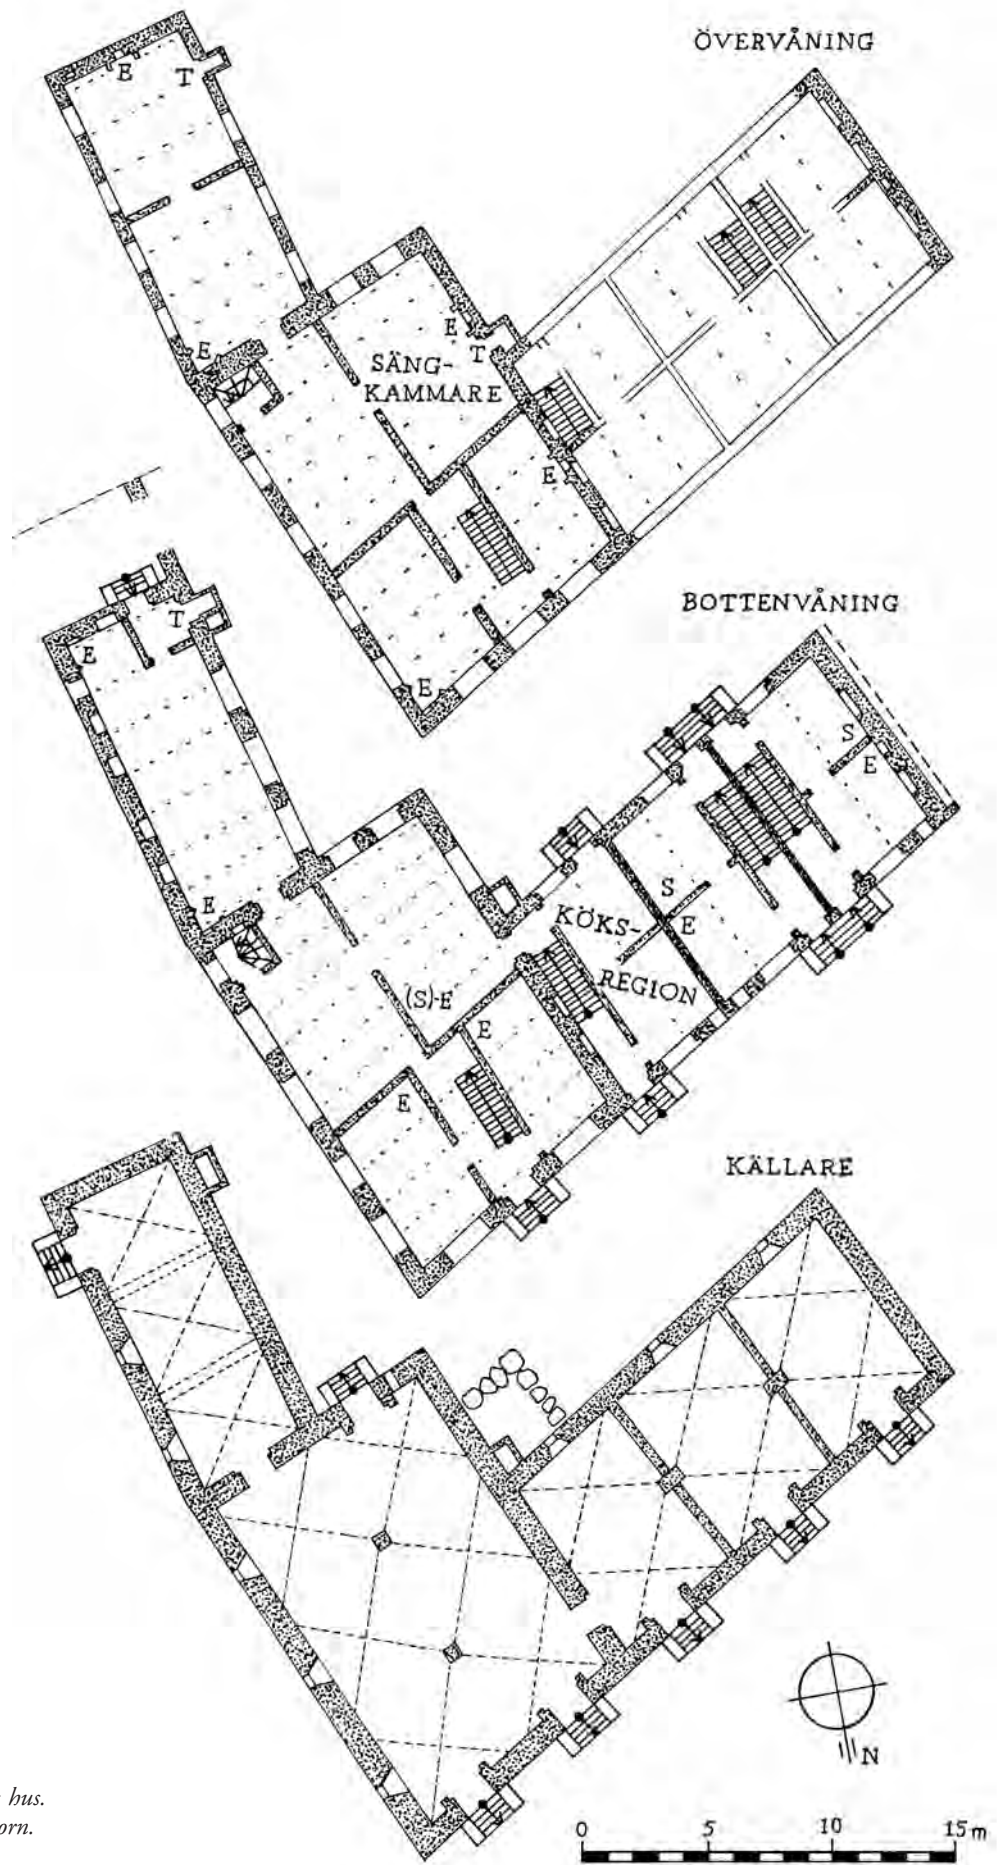 ÖVERVÅNING
E
T
E
E
T
SÄNG-
KAMMARE
E
E
BOTTENVÅNING
T
E
S
E
E
S
KÖKS-
E
REGION
(S)-E
E
E
KÄLLARE
N
hus.
orn.
0 5 10 15 m